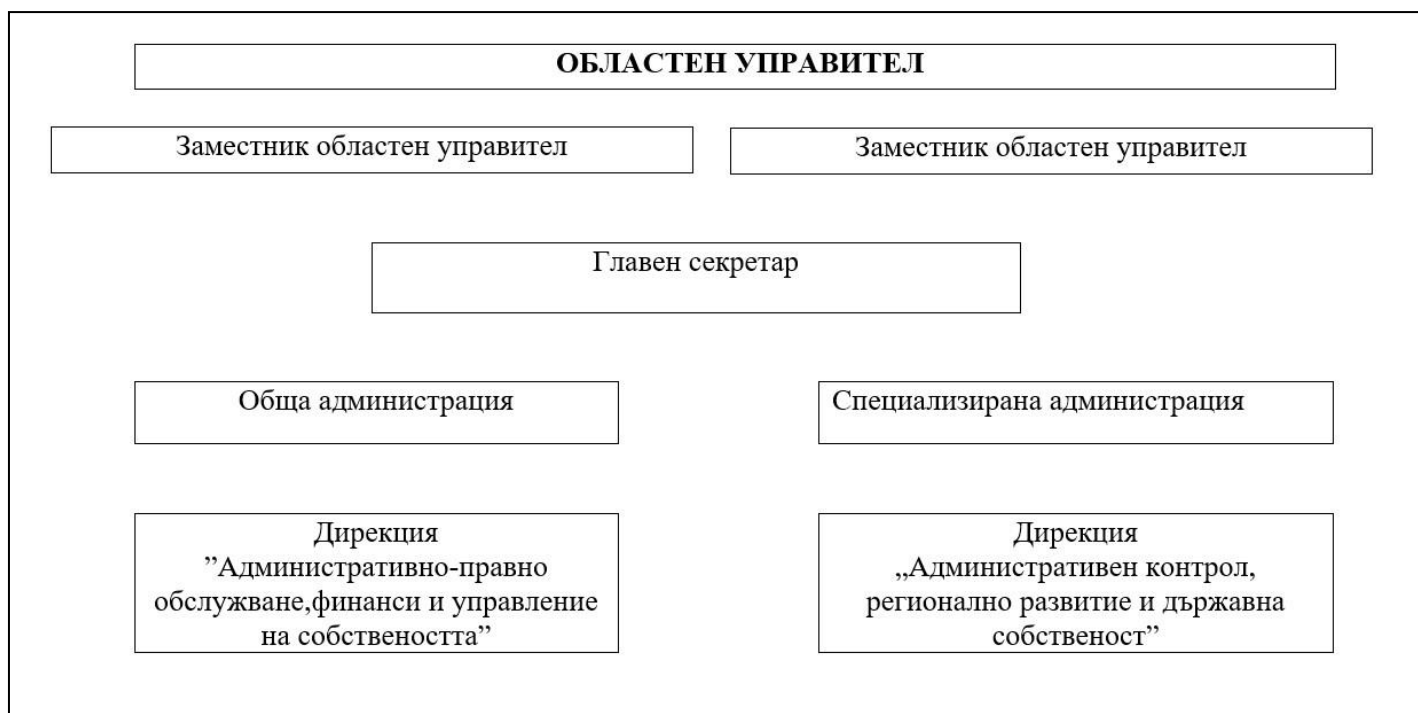 ОБЛАСТЕН УПРАВИТЕЛ
Заместник областен управител
Заместник областен управител
Главен секретар
Обща администрация
Специализирана администрация
Дирекция
”Административно-правно
обслужване,финанси и управление
на собствеността”
Дирекция
„Административен контрол,
регионално развитие и държавна
собственост”